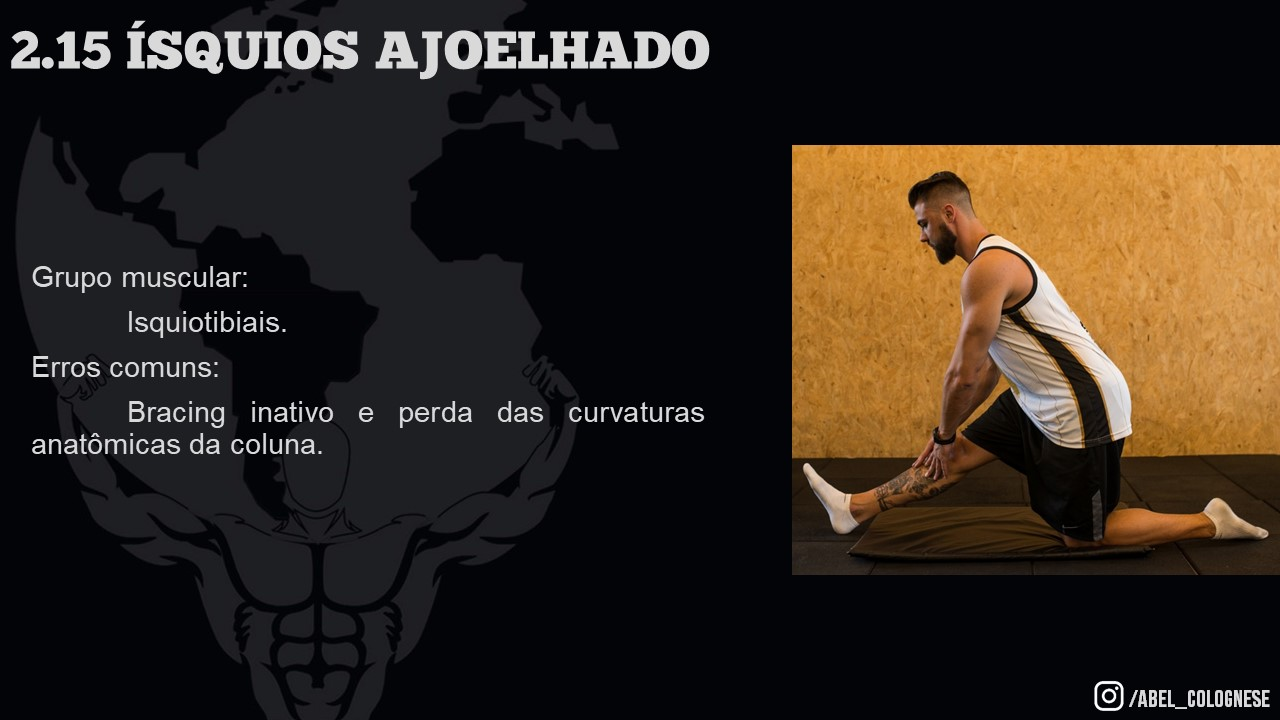 2.15 ÍSQUIOS AJOELHADO
Grupo muscular:
Isquiotibiais.
Erros comuns:
Bracing inativo e perda das curvaturas
anatômicas da coluna.
/ABEL_COLOGNESE